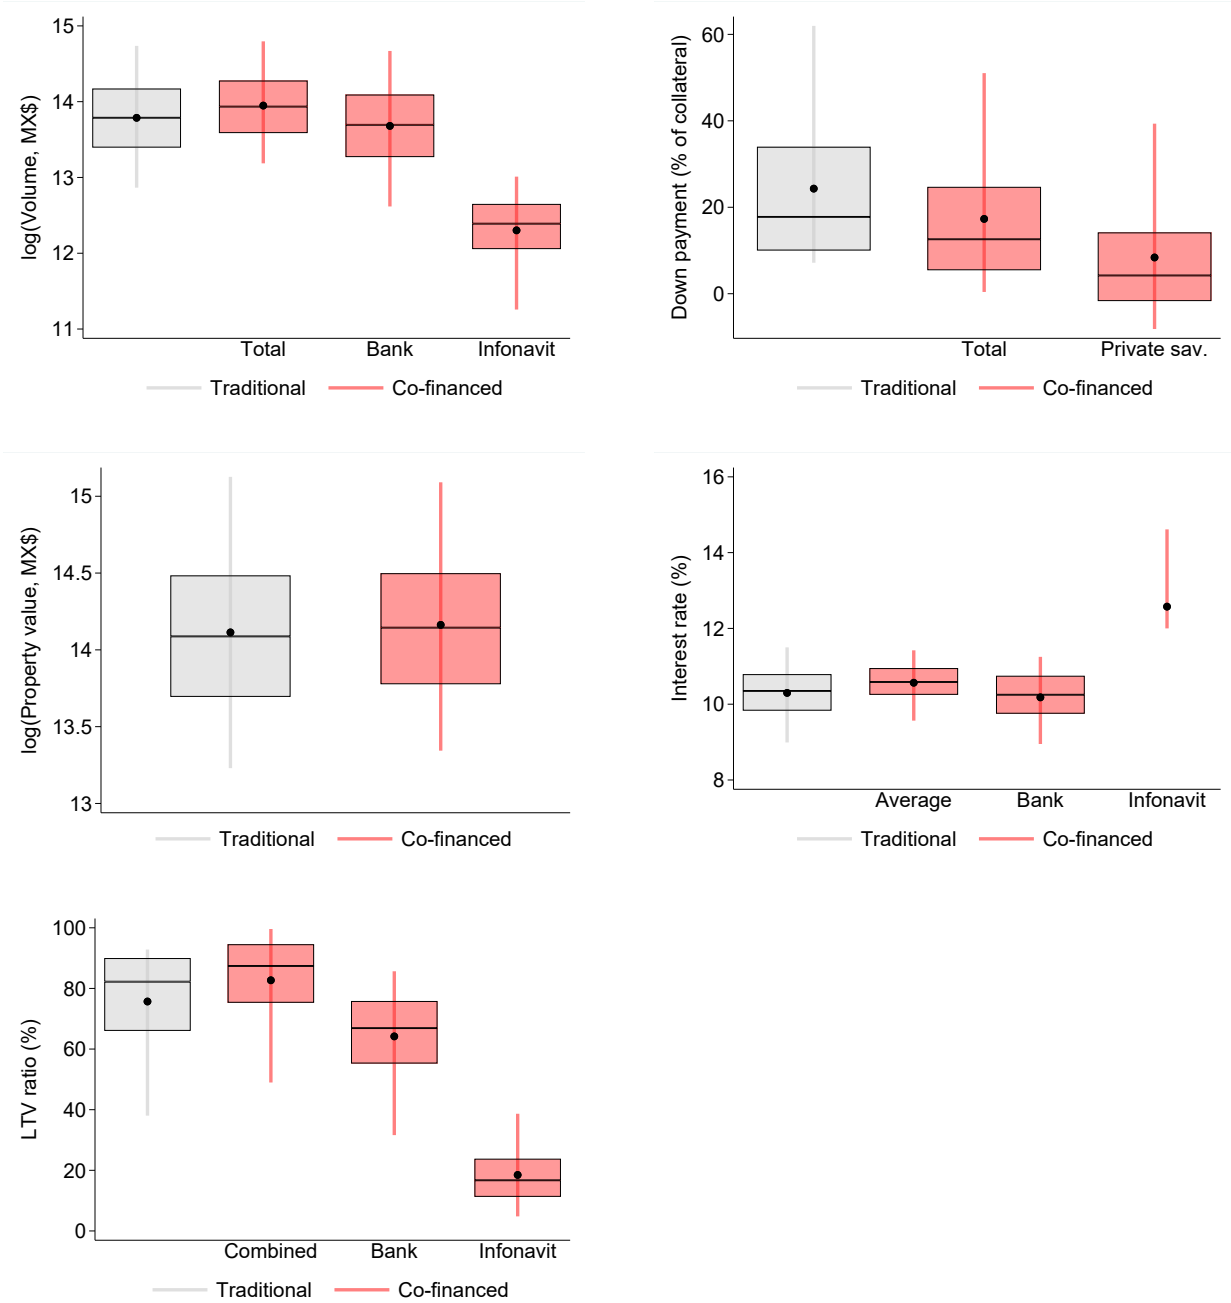 log(Volume, MX$)
15
14
13
12
11
Total Bank Infonavit
Traditional Co-financed
Down payment (% of collateral)
60
40
20
0
Total Private sav.
Traditional Co-financed
log(Property value, MX$)
15
14.5
14
13.5
13
Traditional Co-financed
Interest rate (%)
16
14
12
10
8
Average Bank Infonavit
Traditional Co-financed
LTV ratio (%)
100
80
60
40
20
0
Combined Bank Infonavit
Traditional Co-financed